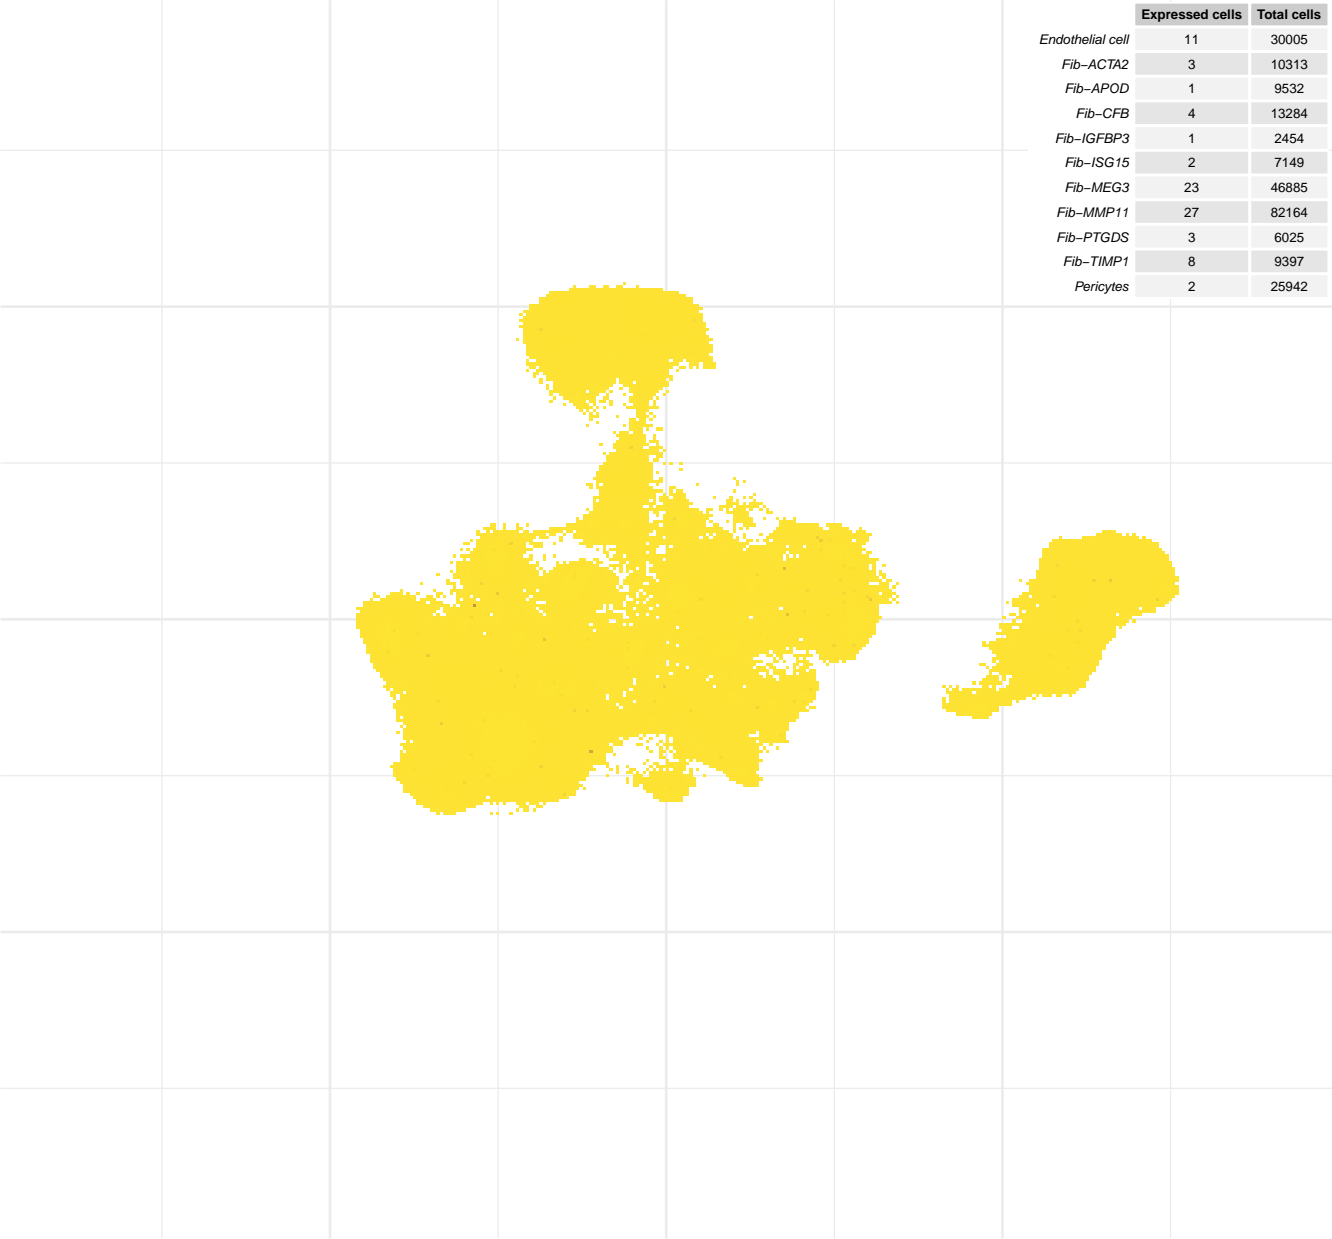 Expressed cells Total cells
Endothelial cell 11 30005
Fib−ACTA2 3 10313
Fib−APOD 1 9532
Fib−CFB 4 13284
Fib−IGFBP3 1 2454
Fib−ISG15 2 7149
Fib−MEG3 23 46885
Fib−MMP11 27 82164
Fib−PTGDS 3 6025
Fib−TIMP1 8 9397
Pericytes 2 25942